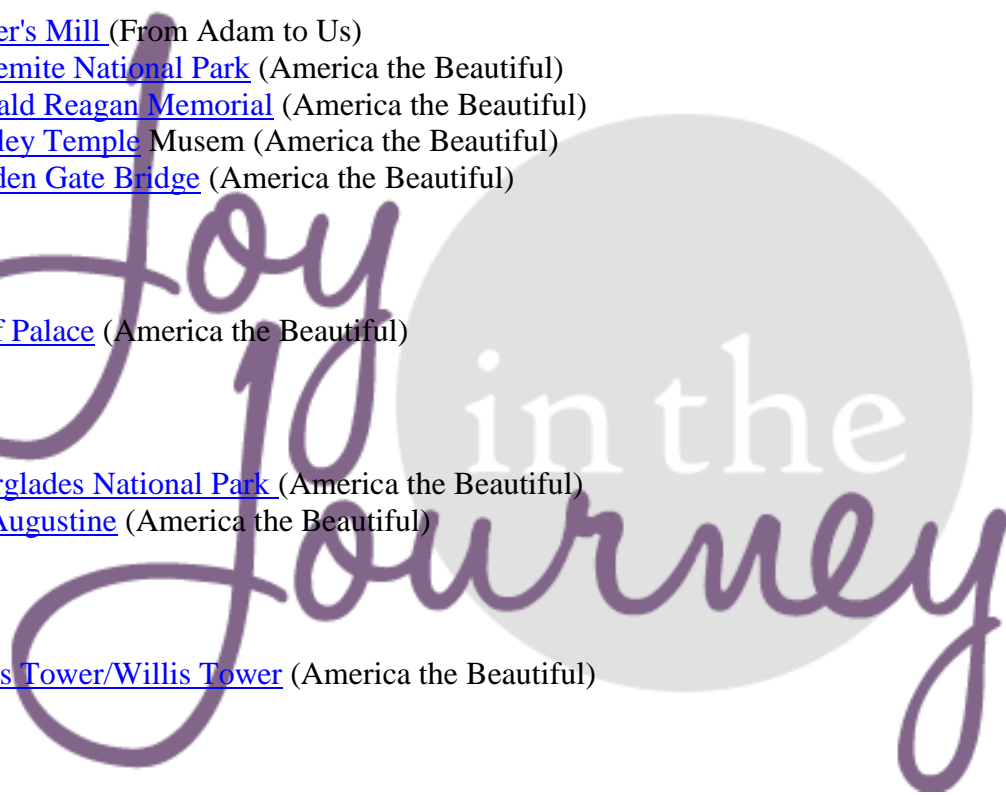 er's Mill (From Adam to Us)
emite National Park (America the Beautiful)
ald Reagan Memorial (America the Beautiful)
ley Temple Musem (America the Beautiful)
den Gate Bridge (America the Beautiful)
Joy
f Palace (America the Beautiful)
in the
rglades National Park (America the Beautiful)
Augustine (America the Beautiful)
Journey
s Tower/Willis Tower (America the Beautiful)